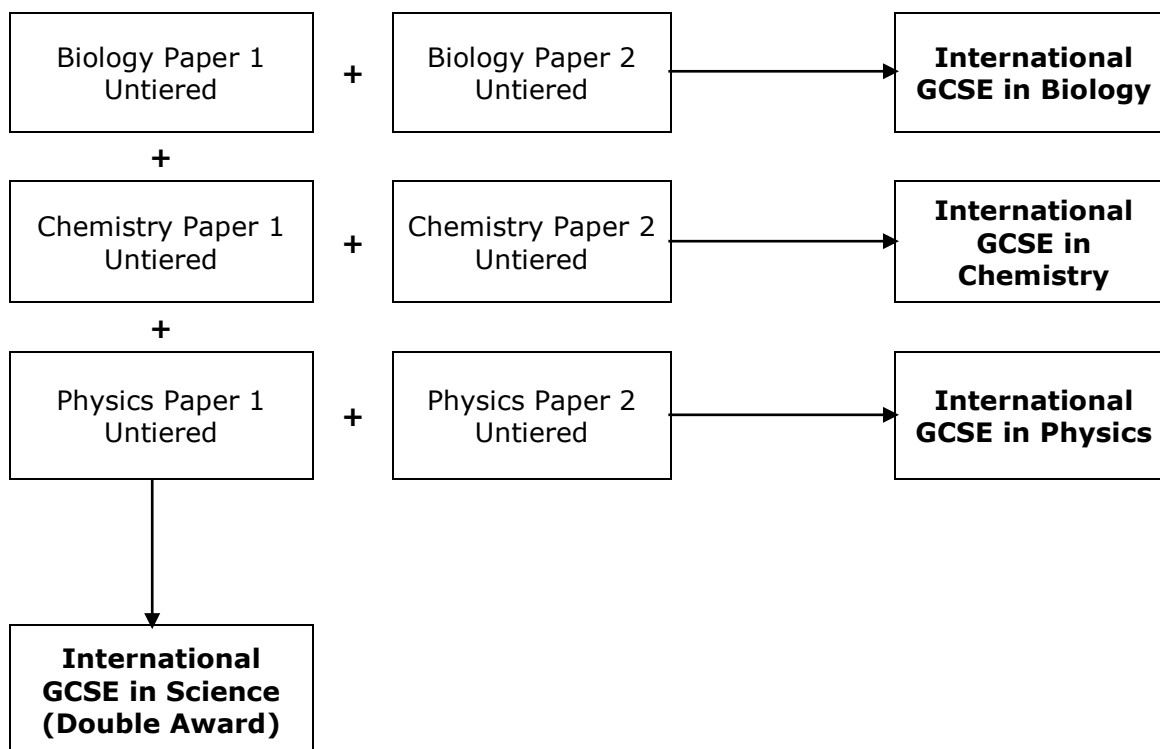 Biology Paper 1
Untiered
+
Biology Paper 2
Untiered
International
GCSE in Biology
+
Chemistry Paper 1
Untiered
+
Chemistry Paper 2
Untiered
International
GCSE in
Chemistry
+
Physics Paper 1
Untiered
+
Physics Paper 2
Untiered
International
GCSE in Physics
International
GCSE in Science
(Double Award)